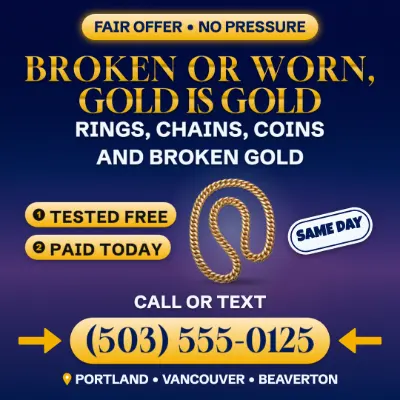 FAIR OFFER • NO PRESSURE
BROKEN OR WORN,
GOLD IS GOLD
RINGS, CHAINS, COINS
AND BROKEN GOLD
1 TESTED FREE
2 PAID TODAY
SAME DAY
CALL OR TEXT
(503) 555-0125
PORTLAND • VANCOUVER • BEAVERTON